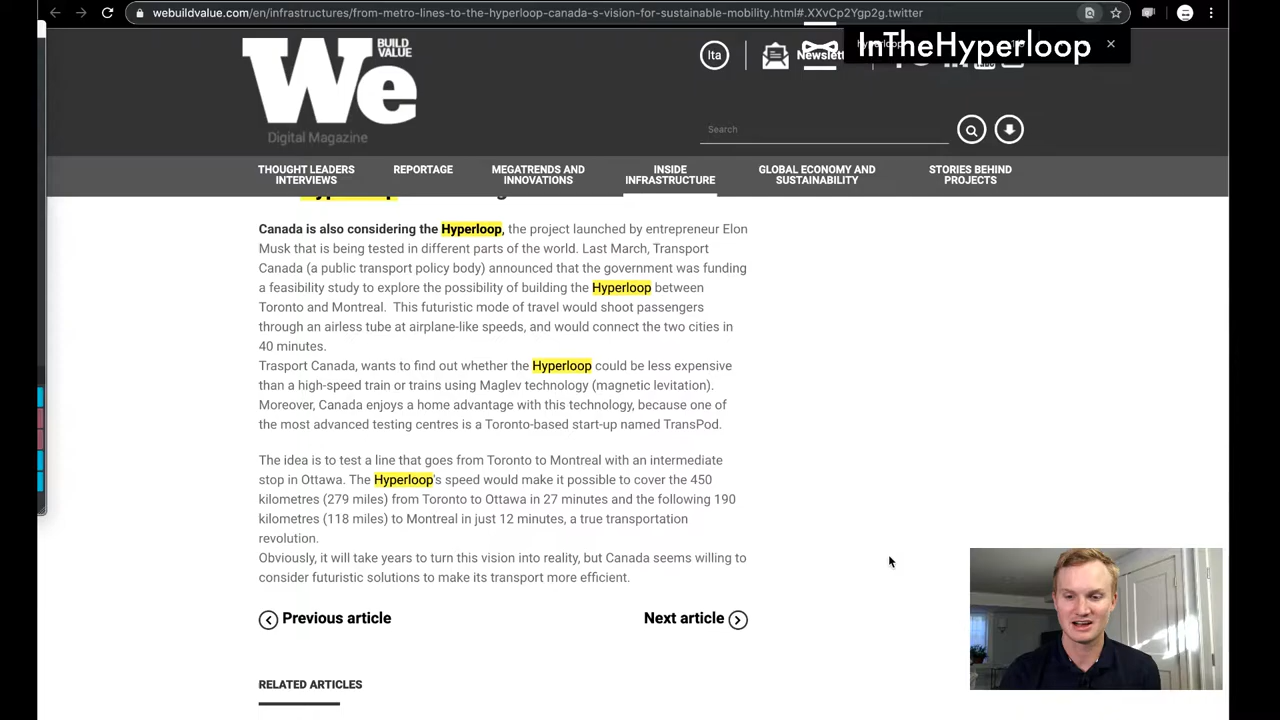 webuildvalue.com/en/infrastructures/from-metro-lines-to-the-hyperloop-canada-s-vision-for-sustainable-mobility.html#.XXvCp2Ygp2g.twitter
InTheHyperloop
We
BUILD
VALUE
Digital Magazine
Ita
Search
THOUGHT LEADERS
INTERVIEWS
REPORTAGE
MEGATRENDS AND
INNOVATIONS
INSIDE
INFRASTRUCTURE
GLOBAL ECONOMY AND
SUSTAINABILITY
STORIES BEHIND
PROJECTS
Canada is also considering the Hyperloop, the project launched by entrepreneur Elon
Musk that is being tested in different parts of the world. Last March, Transport
Canada (a public transport policy body) announced that the government was funding
a feasibility study to explore the possibility of building the Hyperloop between
Toronto and Montreal. This futuristic mode of travel would shoot passengers
through an airless tube at airplane-like speeds, and would connect the two cities in
40 minutes.
Trasport Canada, wants to find out whether the Hyperloop could be less expensive
than a high-speed train or trains using Maglev technology (magnetic levitation).
Moreover, Canada enjoys a home advantage with this technology, because one of
the most advanced testing centres is a Toronto-based start-up named TransPod.
The idea is to test a line that goes from Toronto to Montreal with an intermediate
stop in Ottawa. The Hyperloop's speed would make it possible to cover the 450
kilometres (279 miles) from Toronto to Ottawa in 27 minutes and the following 190
kilometres (118 miles) to Montreal in just 12 minutes, a true transportation
revolution.
Obviously, it will take years to turn this vision into reality, but Canada seems willing to
consider futuristic solutions to make its transport more efficient.
Previous article
Next article
RELATED ARTICLES